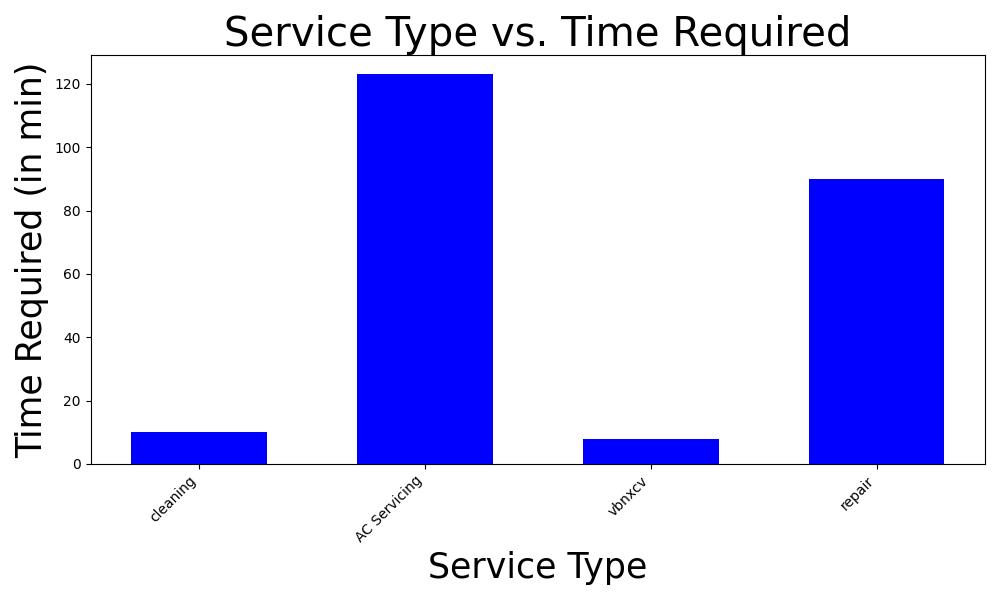 Service Type vs. Time Required
Time Required (in min)
120
100
80
60
40
20
0
cleaning
AC Servicing
vbnxcv
repair
Service Type